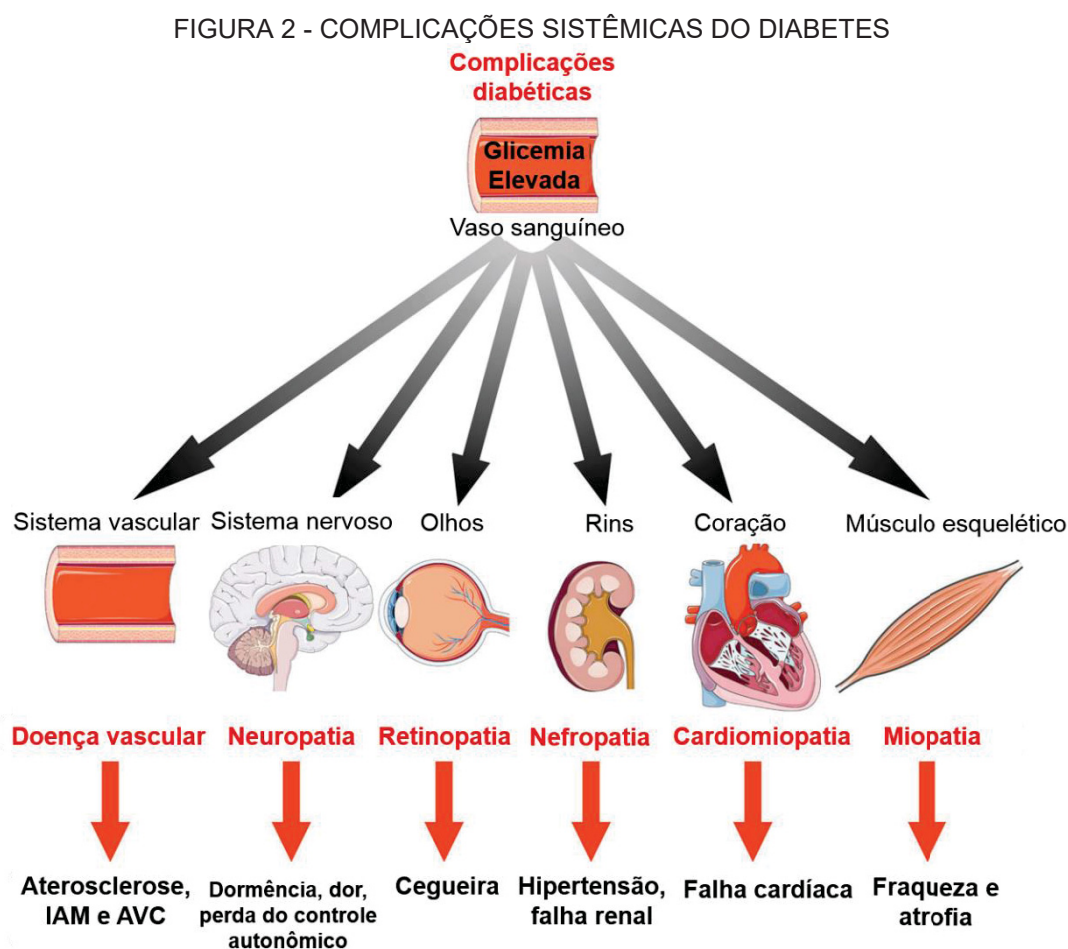 FIGURA 2 - COMPLICAÇÕES SISTÊMICAS DO DIABETES
Complicações
diabéticas
Glicemia
Elevada
Vaso sanguíneo
Sistema vascular
Sistema nervoso
Olhos
Rins
Coração
Músculo esquelético
Doença vascular
Neuropatia
Retinopatia
Nefropatia
Cardiomiopatia
Miopatia
Aterosclerose,
IAM e AVC
Dormência, dor,
perda do controle
autonômico
Cegueira
Hipertensão,
falha renal
Falha cardíaca
Fraqueza e
atrofia